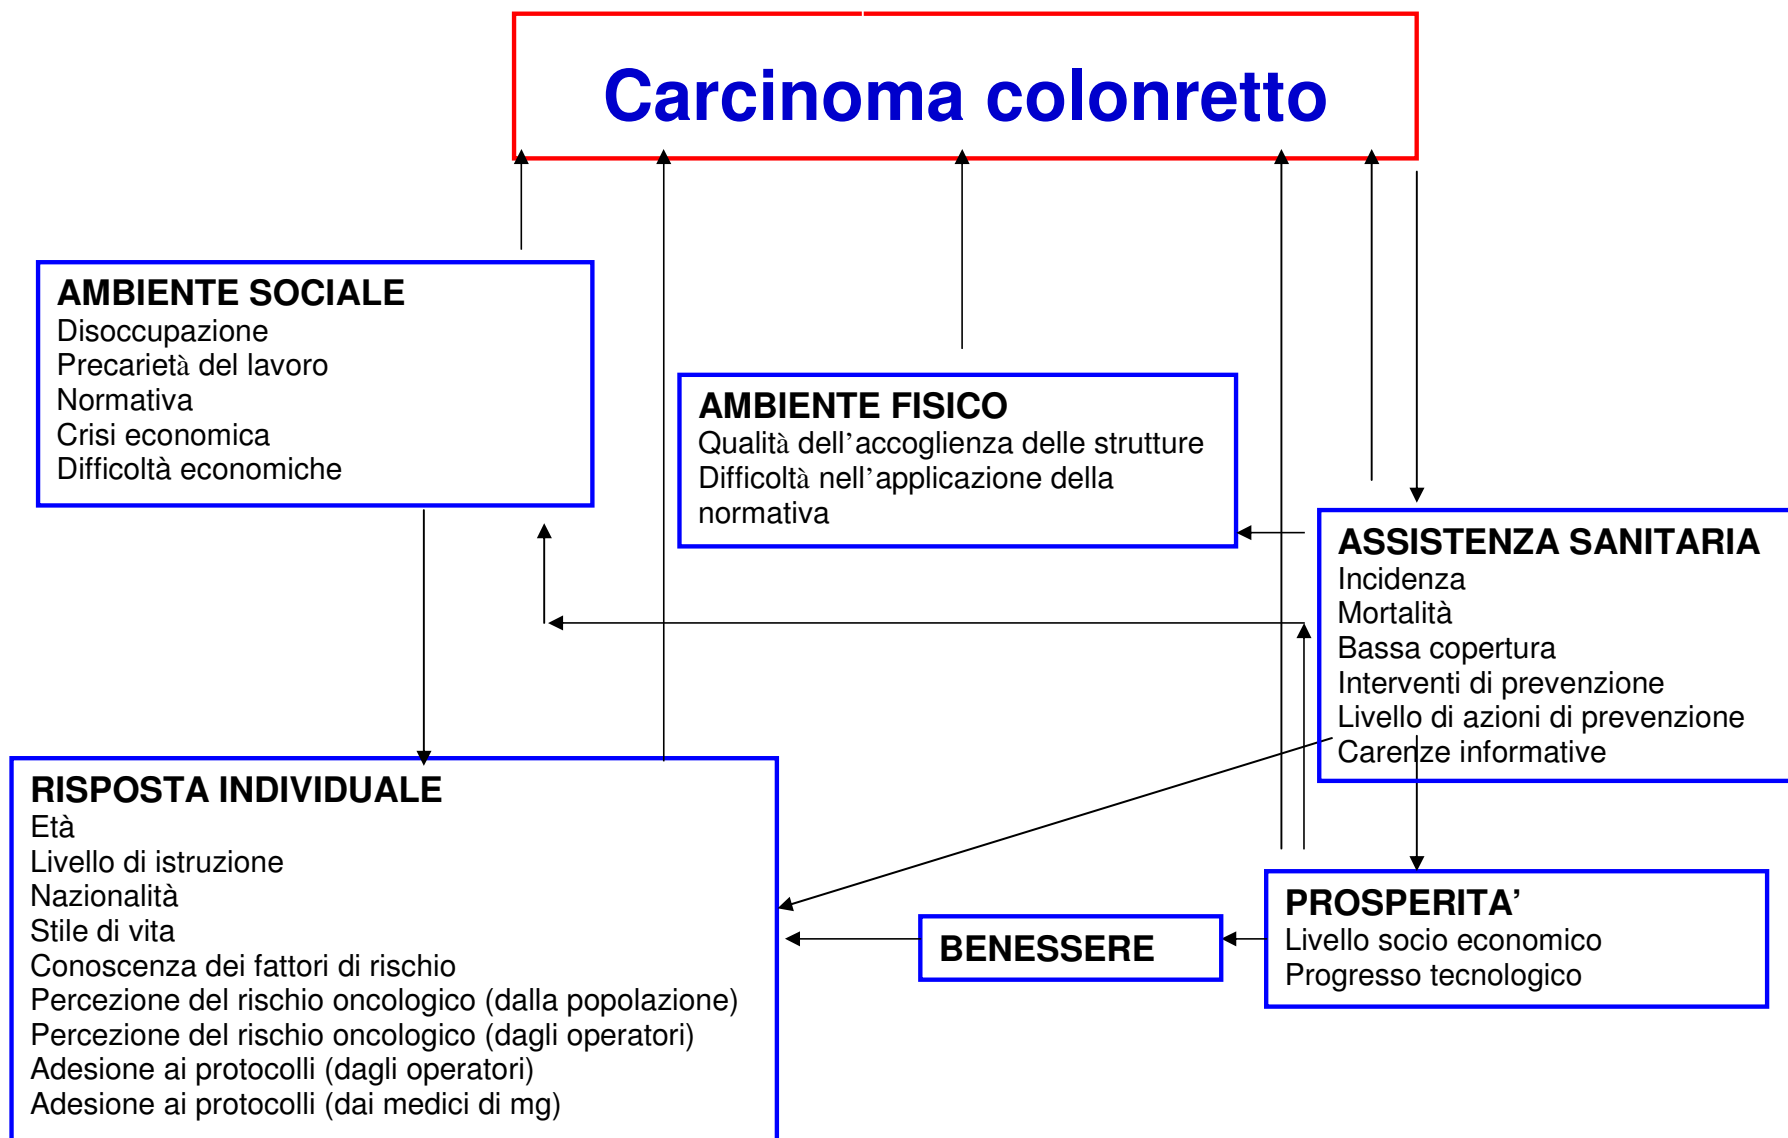 Carcinoma colonretto
AMBIENTE SOCIALE
Disoccupazione
Precarietà del lavoro
Normativa
Crisi economica
Difficoltà economiche
AMBIENTE FISICO
Qualità dell’accoglienza delle strutture
Difficoltà nell’applicazione della
normativa
ASSISTENZA SANITARIA
Incidenza
Mortalità
Bassa copertura
Interventi di prevenzione
Livello di azioni di prevenzione
Carenze informative
RISPOSTA INDIVIDUALE
Età
Livello di istruzione
Nazionalità
Stile di vita
Conoscenza dei fattori di rischio
Percezione del rischio oncologico (dalla popolazione)
Percezione del rischio oncologico (dagli operatori)
Adesione ai protocolli (dagli operatori)
Adesione ai protocolli (dai medici di mg)
BENESSERE
PROSPERITA’
Livello socio economico
Progresso tecnologico